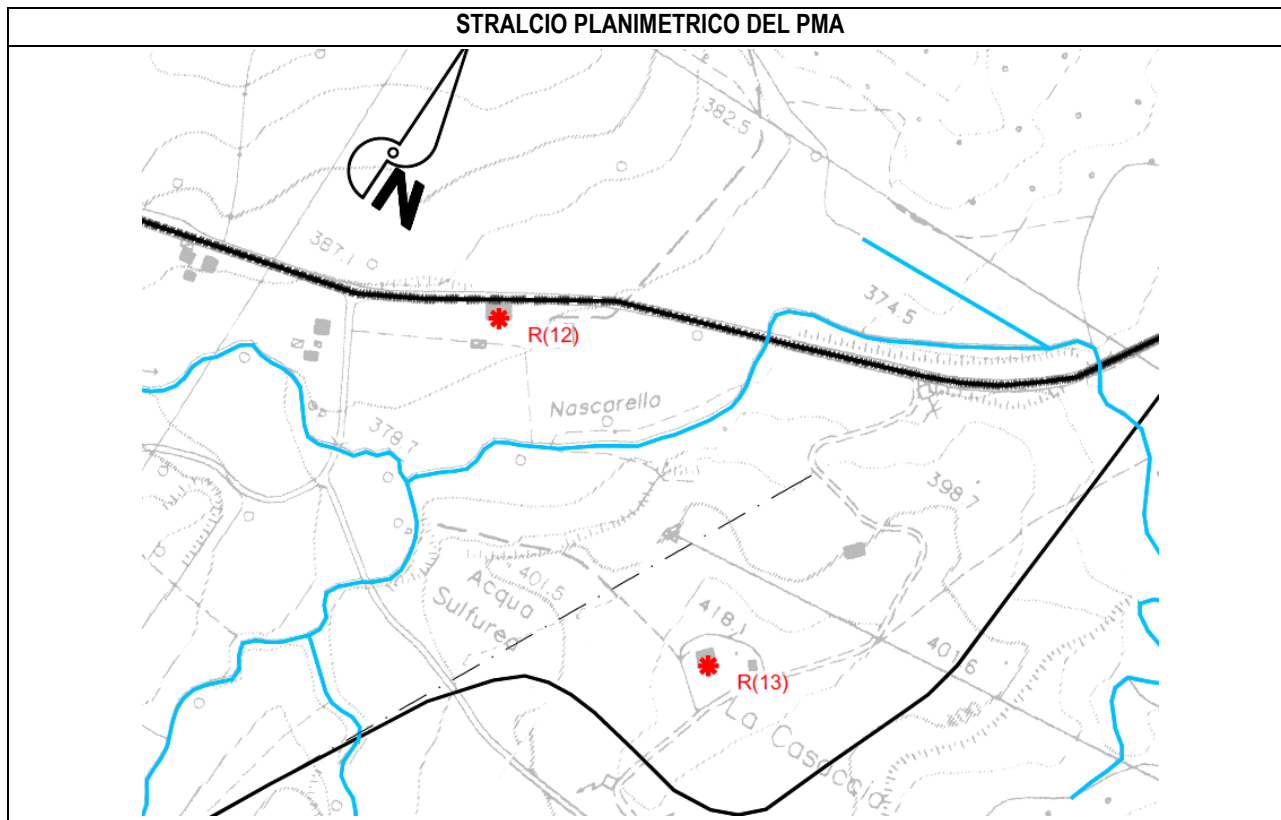 STRALCIO PLANIMETRICO DEL PMA
382.5
N
387.1
374.5
R(12)
Nascarella
378.7
398.7
401.5
Acqua
Sulfurea
418.1
401.6
R(13)
La Casaccia